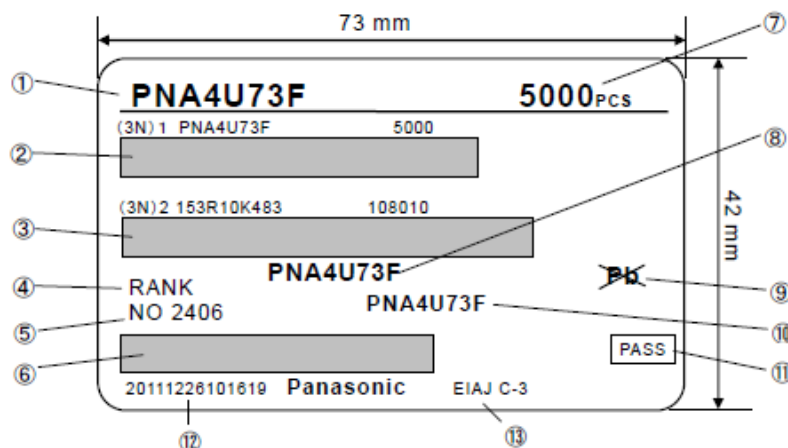 73 mm
⑦
① PNA4U73F 5000PCS
(3N)1 PNA4U73F 5000
②
⑧
(3N)2 153R10K483 108010
③
42 mm
PNA4U73F
④ RANK
Pb ⑨
⑤ NO 2406
PNA4U73F ⑩
⑥
PASS ⑪
20111226101619 Panasonic EIAJ C-3
⑫ ⑬